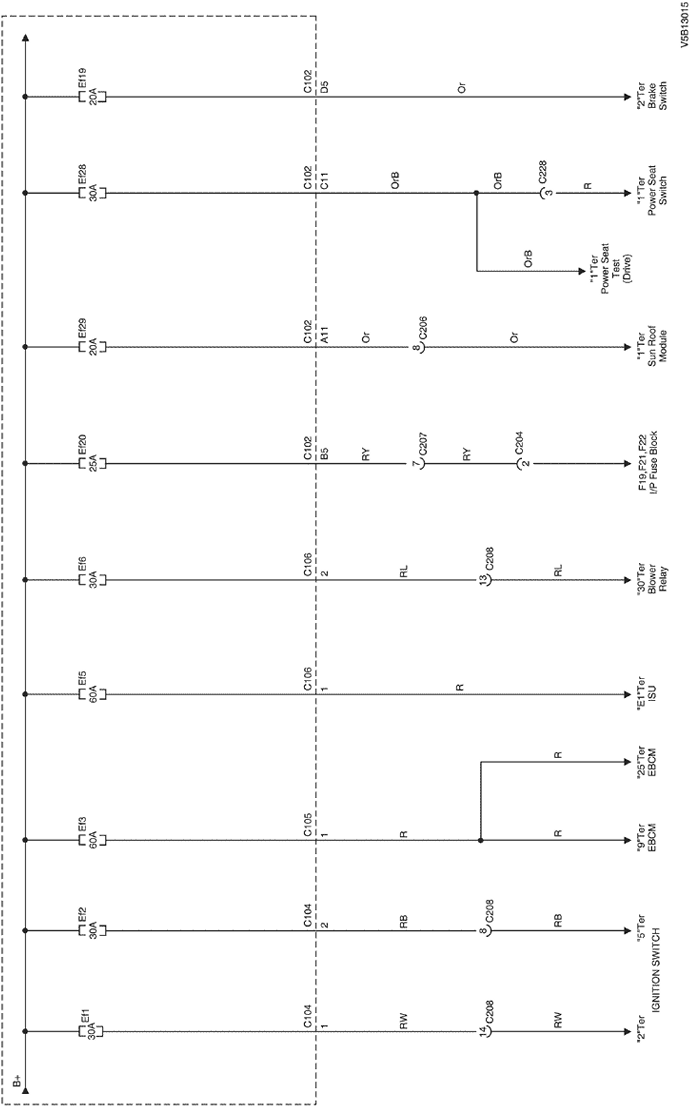 V5B13015
B+
Ef1
30A
C104
1
RW
14
C208
RW
"2"Ter
IGNITION SWITCH
Ef2
30A
C104
2
RB
8
C208
RB
"5"Ter
Ef3
60A
C105
1
R
R
"9"Ter
EBCM
R
"25"Ter
EBCM
Ef5
60A
C106
1
R
"E1"Ter
ISU
Ef6
30A
C106
2
RL
13
C208
RL
"30"Ter
Blower
Relay
Ef20
25A
C102
B5
RY
7
C207
RY
2
C204
F19,F21,F22
I/P Fuse Block
Ef29
20A
C102
A11
Or
8
C206
Or
"1"Ter
Sun Roof
Module
Ef28
30A
C102
C11
OrB
OrB
3
C228
R
"1"Ter
Power Seat
Switch
OrB
"1"Ter
Power Seat
Test
(Drive)
Ef19
20A
C102
D5
Or
"2"Ter
Brake
Switch